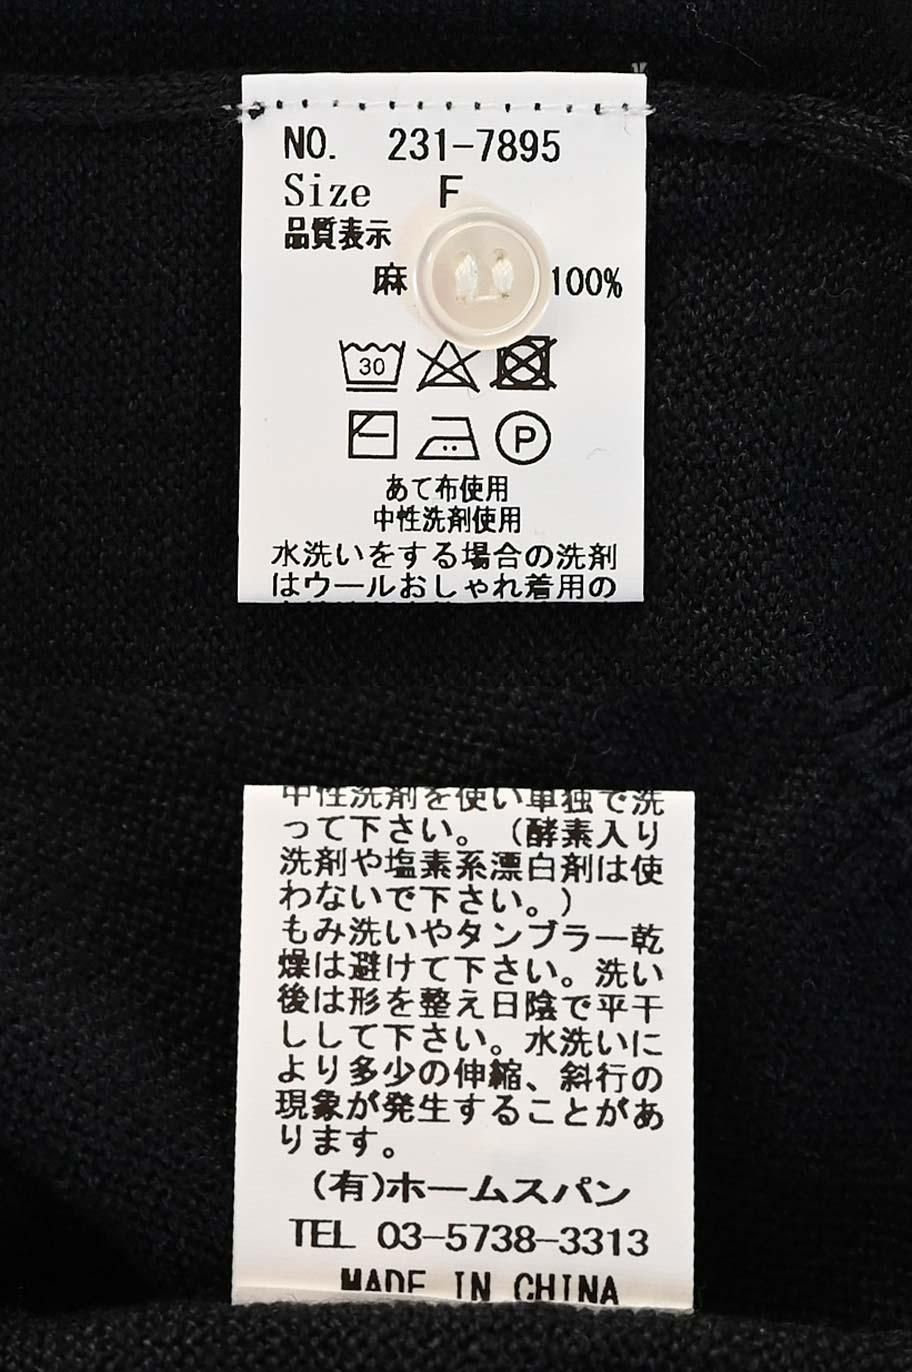 NO. 231-7895
Size F
品質表示
麻 100%
30
P
あて布使用
中性洗剤使用
水洗いをする場合の洗剤
はウールおしゃれ着用の
中性洗剤を使い単独で洗
って下さい。（酵素入り
洗剤や塩素系漂白剤は使
わないで下さい。）
もみ洗いやタンブラー乾
燥は避けて下さい。洗い
後は形を整え日陰で平干
しして下さい。水洗いに
より多少の伸縮、斜行の
現象が発生することがあ
ります。
(有)ホームスパン
TEL 03-5738-3313
MADE IN CHINA